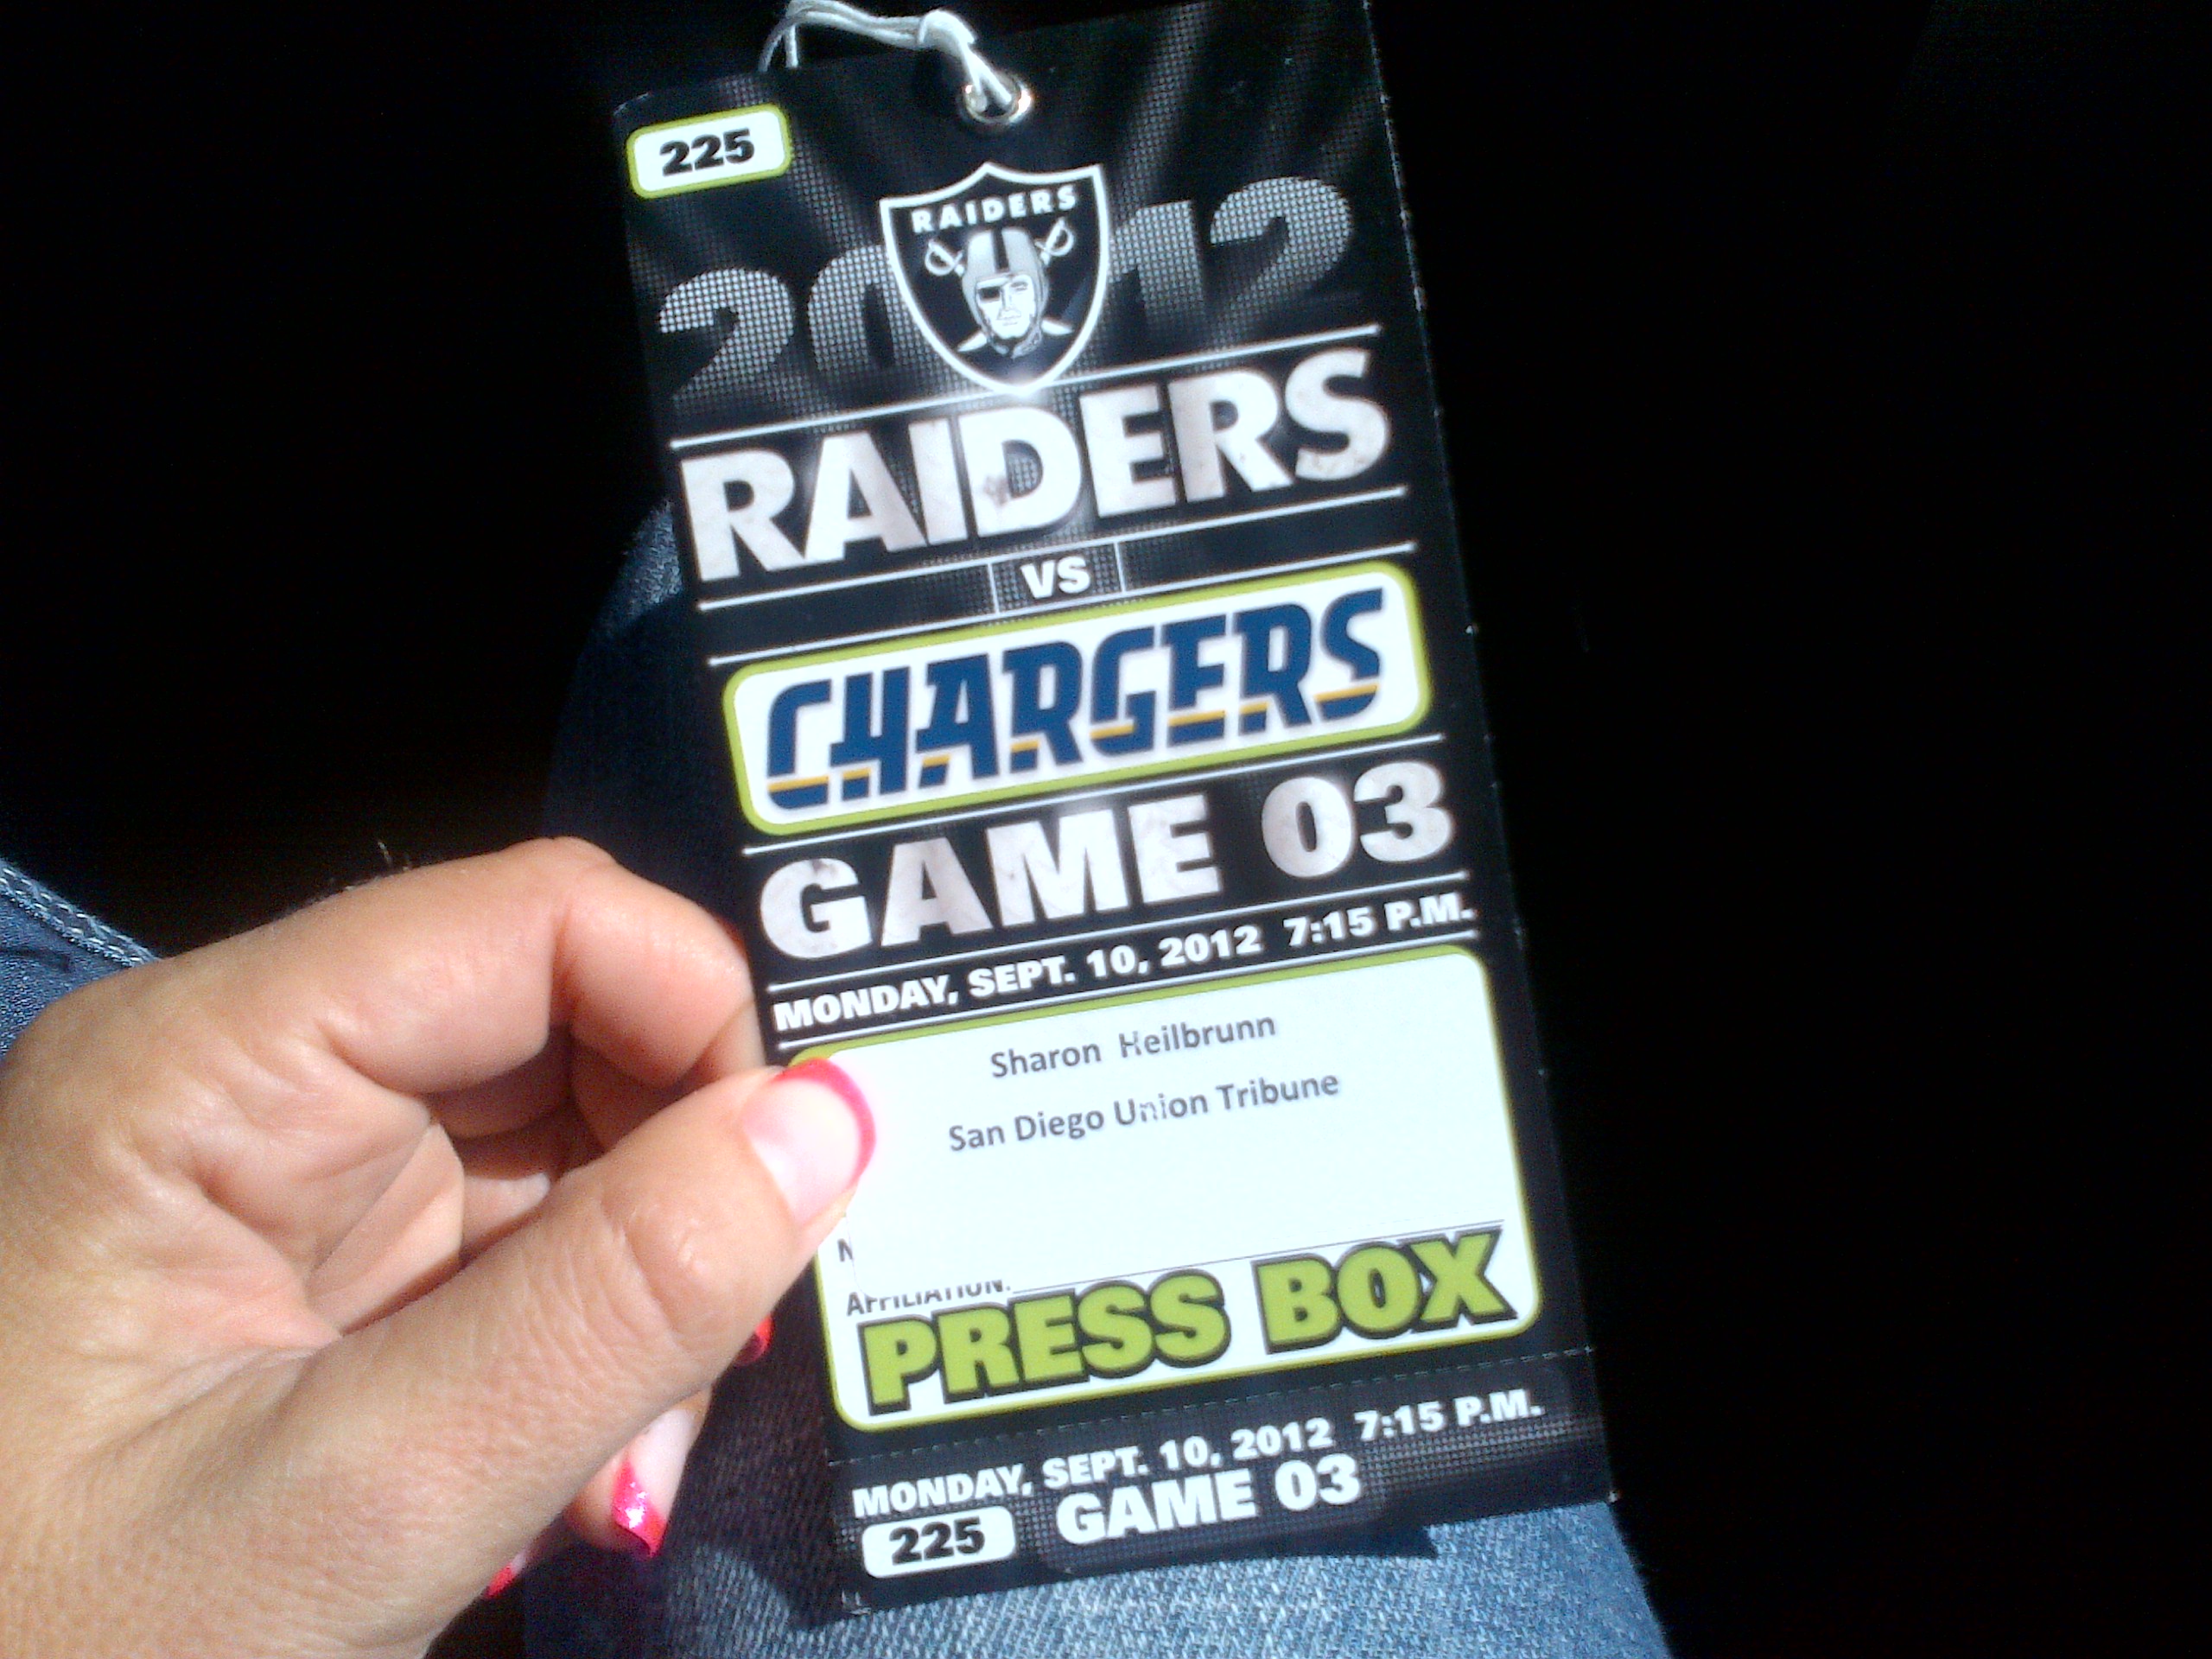 225
RAIDERS
2012
RAIDERS
VS
CHARGERS
GAME 03
MONDAY, SEPT. 10, 2012 7:15 P.M.
Sharon Heilbrunn
San Diego Union Tribune
N
AFFILIATION:
PRESS BOX
MONDAY, SEPT. 10, 2012 7:15 P.M.
225 GAME 03